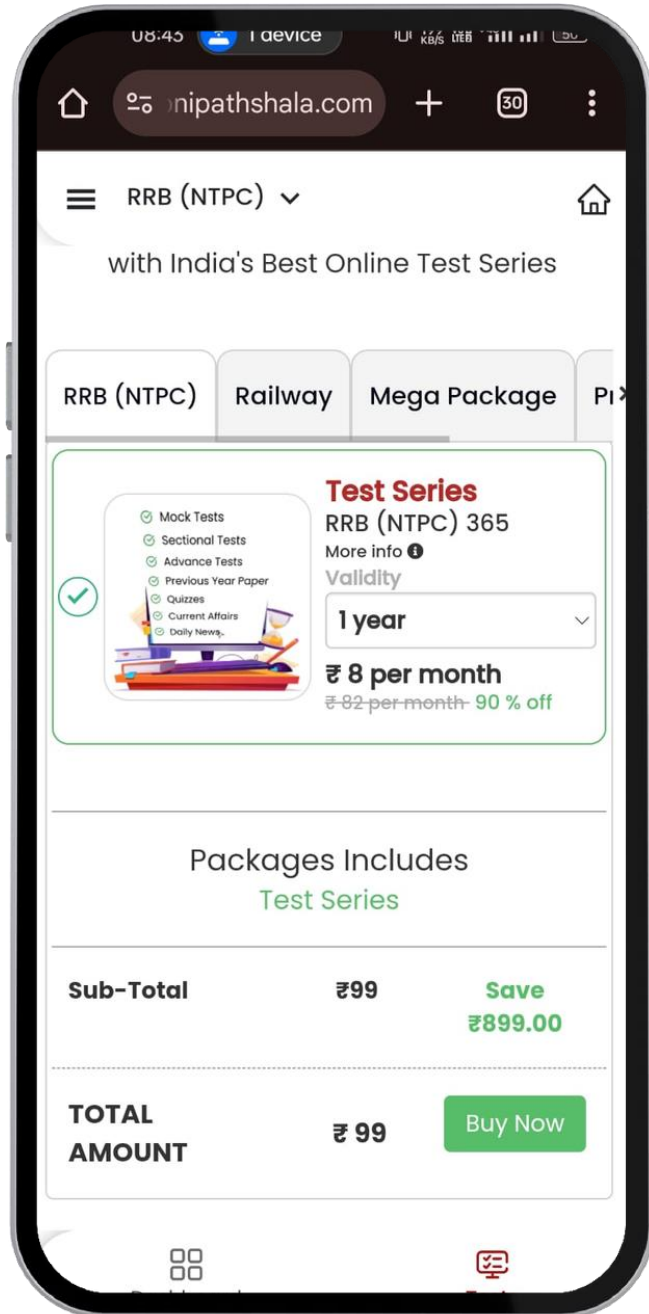 08:43 1 device KB/S 50
nipathshala.com + 30
RRB (NTPC)
with India's Best Online Test Series
RRB (NTPC) Railway Mega Package
Mock Tests
Sectional Tests
Advance Tests
Previous Year Paper
Quizzes
Current Affairs
Daily News
Test Series
RRB (NTPC) 365
More info
Validity
1 year
₹ 8 per month
₹ 82 per month 90 % off
Packages Includes
Test Series
Sub-Total ₹99 Save
₹899.00
TOTAL
AMOUNT
₹ 99 Buy Now